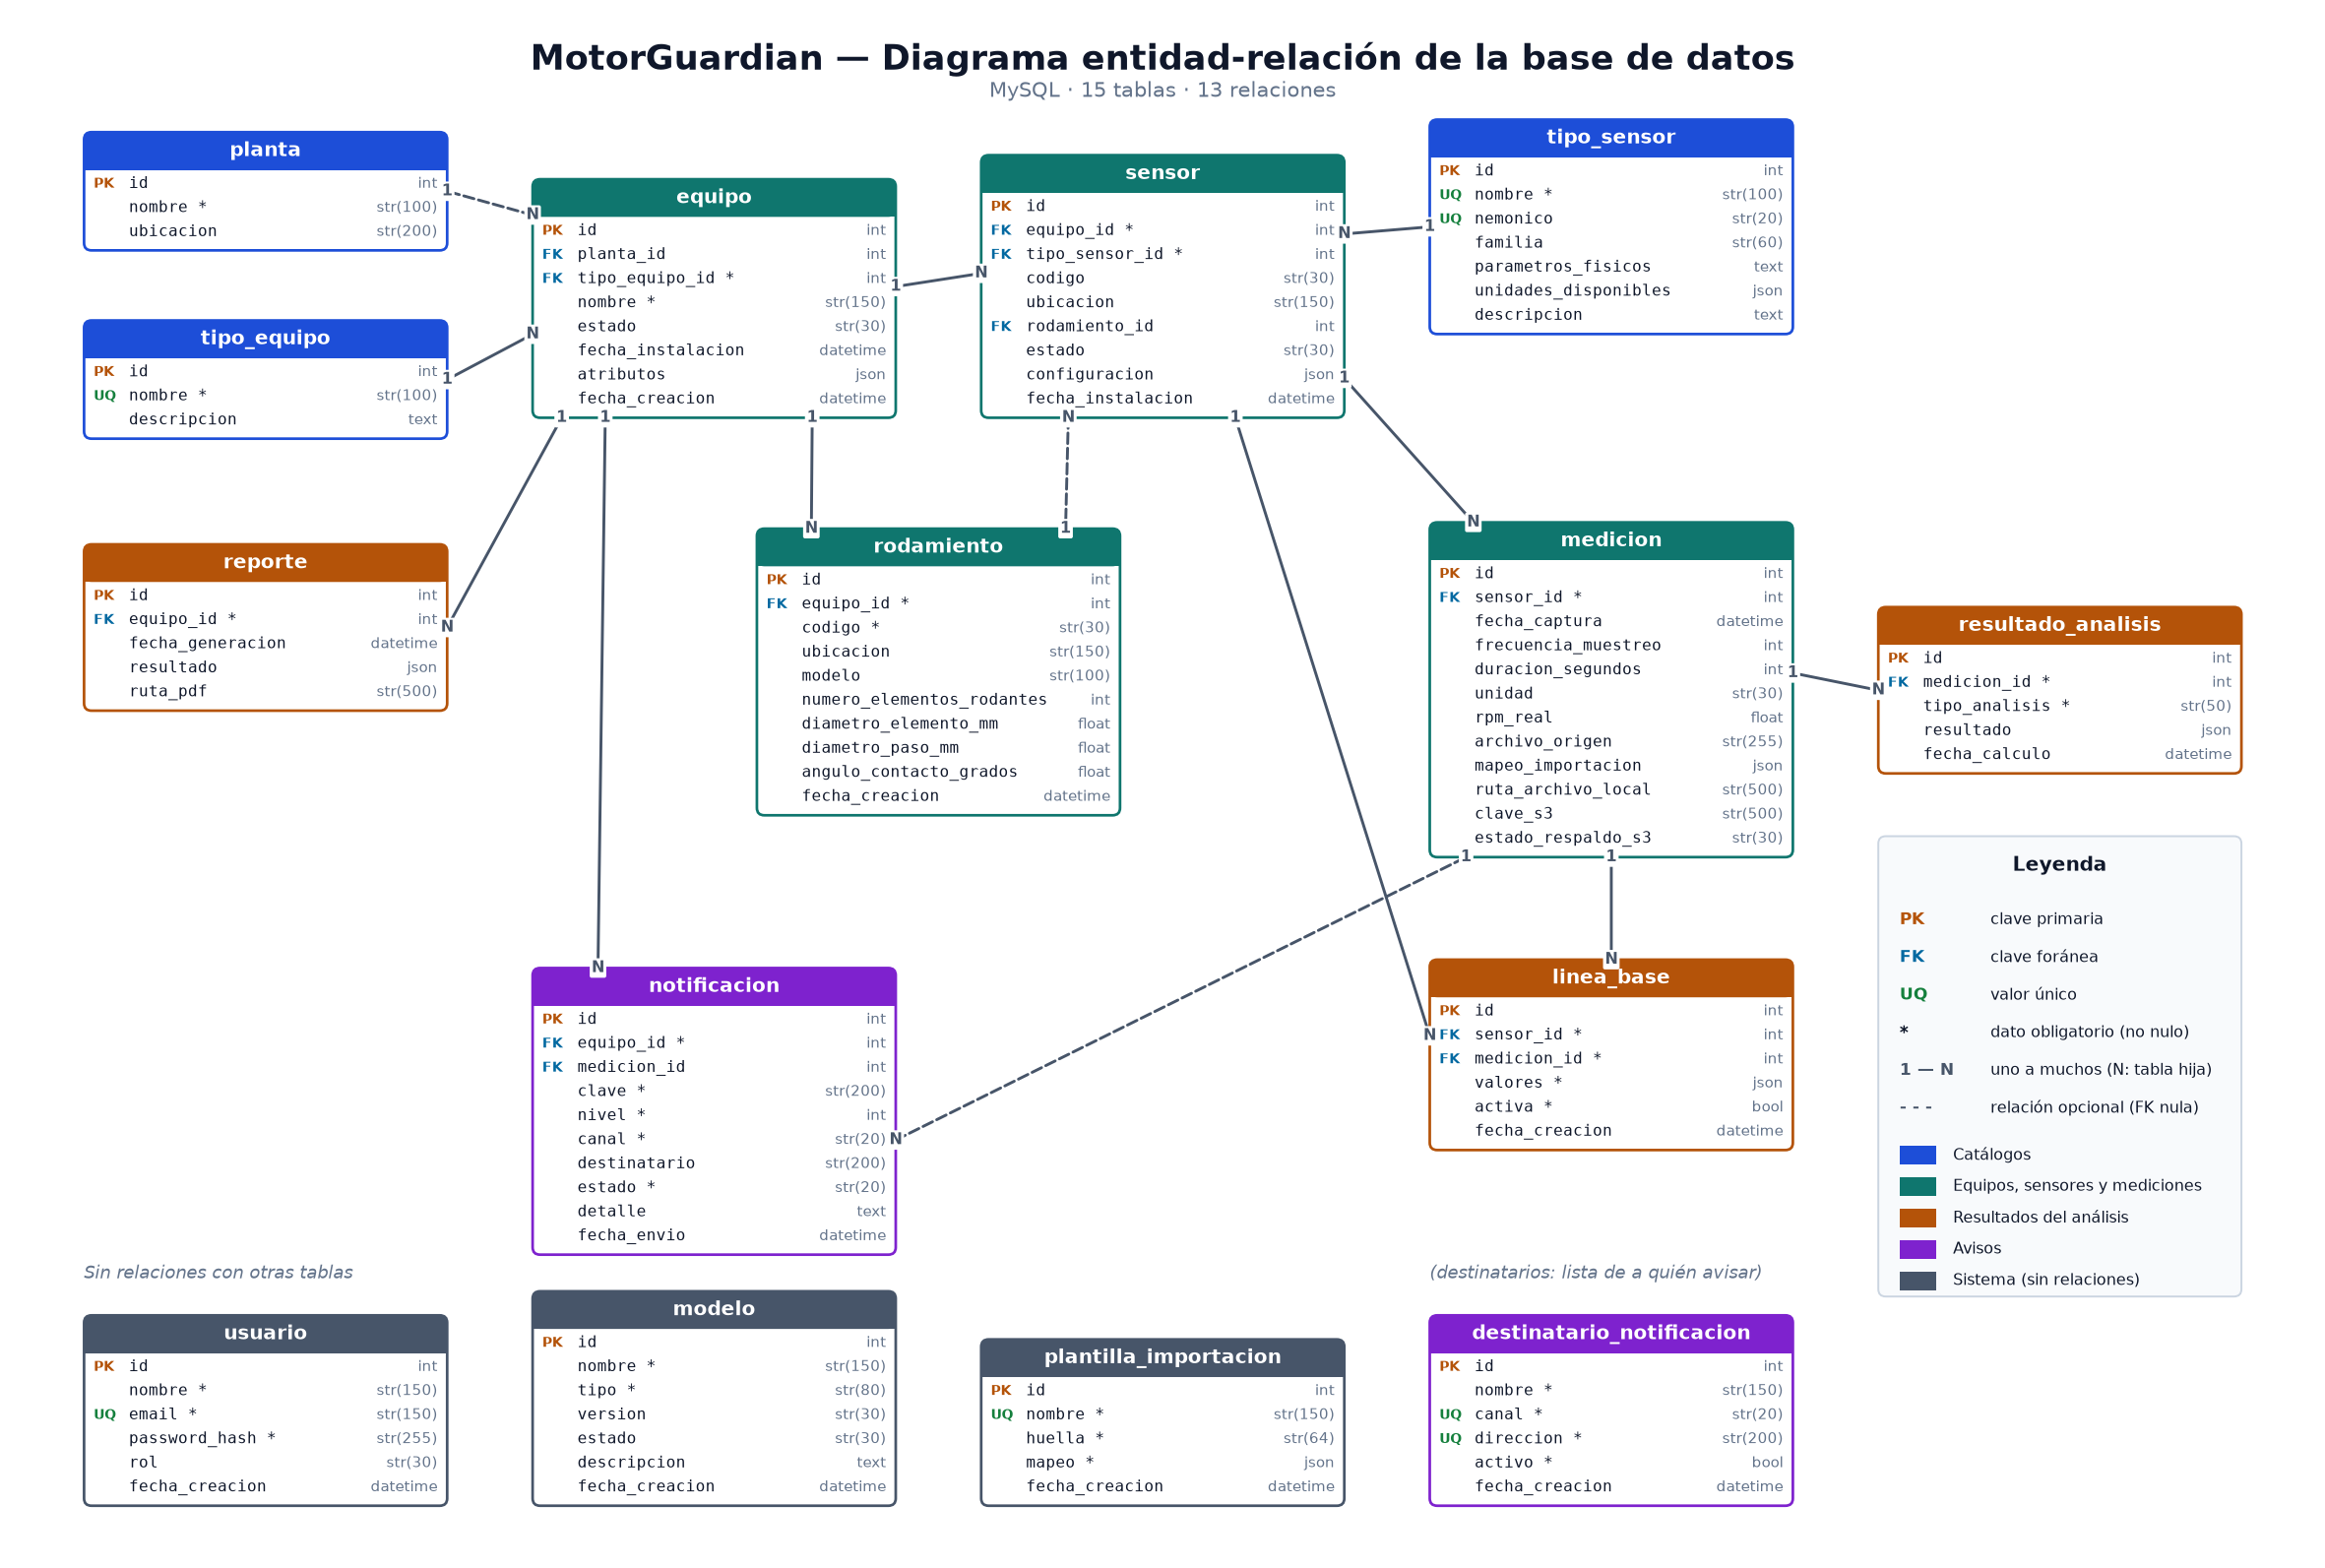 MotorGuardian — Diagrama entidad-relación de la base de datos
MySQL · 15 tablas · 13 relaciones
planta
PK id int
nombre * str(100)
ubicacion str(200)
tipo_equipo
PK id int
UQ nombre * str(100)
descripcion text
equipo
PK id int
FK planta_id int
FK tipo_equipo_id * int
nombre * str(150)
estado str(30)
fecha_instalacion datetime
atributos json
fecha_creacion datetime
sensor
PK id int
FK equipo_id * int
FK tipo_sensor_id * int
codigo str(30)
ubicacion str(150)
FK rodamiento_id int
estado str(30)
configuracion json
fecha_instalacion datetime
tipo_sensor
PK id int
UQ nombre * str(100)
UQ nemonico str(20)
familia str(60)
parametros_fisicos text
unidades_disponibles json
descripcion text
1
N
1
N
1
N
N
1
1
1
1
N
1
1
N
N
1
N
reporte
PK id int
FK equipo_id * int
fecha_generacion datetime
resultado json
ruta_pdf str(500)
N
rodamiento
PK id int
FK equipo_id * int
codigo * str(30)
ubicacion str(150)
modelo str(100)
numero_elementos_rodantes int
diametro_elemento_mm float
diametro_paso_mm float
angulo_contacto_grados float
fecha_creacion datetime
medicion
PK id int
FK sensor_id * int
fecha_captura datetime
frecuencia_muestreo int
duracion_segundos int
unidad str(30)
rpm_real float
archivo_origen str(255)
mapeo_importacion json
ruta_archivo_local str(500)
clave_s3 str(500)
estado_respaldo_s3 str(30)
1
N
resultado_analisis
PK id int
FK medicion_id * int
tipo_analisis * str(50)
resultado json
fecha_calculo datetime
1
1
N
N
notificacion
PK id int
FK equipo_id * int
FK medicion_id int
clave * str(200)
nivel * int
canal * str(20)
destinatario str(200)
estado * str(20)
detalle text
fecha_envio datetime
N
linea_base
PK id int
N
FK sensor_id * int
FK medicion_id * int
valores * json
activa * bool
fecha_creacion datetime
Leyenda
PK clave primaria
FK clave foránea
UQ valor único
* dato obligatorio (no nulo)
1 — N uno a muchos (N: tabla hija)
- - - relación opcional (FK nula)
Catálogos
Equipos, sensores y mediciones
Resultados del análisis
Avisos
Sistema (sin relaciones)
Sin relaciones con otras tablas
(destinatarios: lista de a quién avisar)
usuario
PK id int
nombre * str(150)
UQ email * str(150)
password_hash * str(255)
rol str(30)
fecha_creacion datetime
modelo
PK id int
nombre * str(150)
tipo * str(80)
version str(30)
estado str(30)
descripcion text
fecha_creacion datetime
plantilla_importacion
PK id int
UQ nombre * str(150)
huella * str(64)
mapeo * json
fecha_creacion datetime
destinatario_notificacion
PK id int
nombre * str(150)
UQ canal * str(20)
UQ direccion * str(200)
activo * bool
fecha_creacion datetime